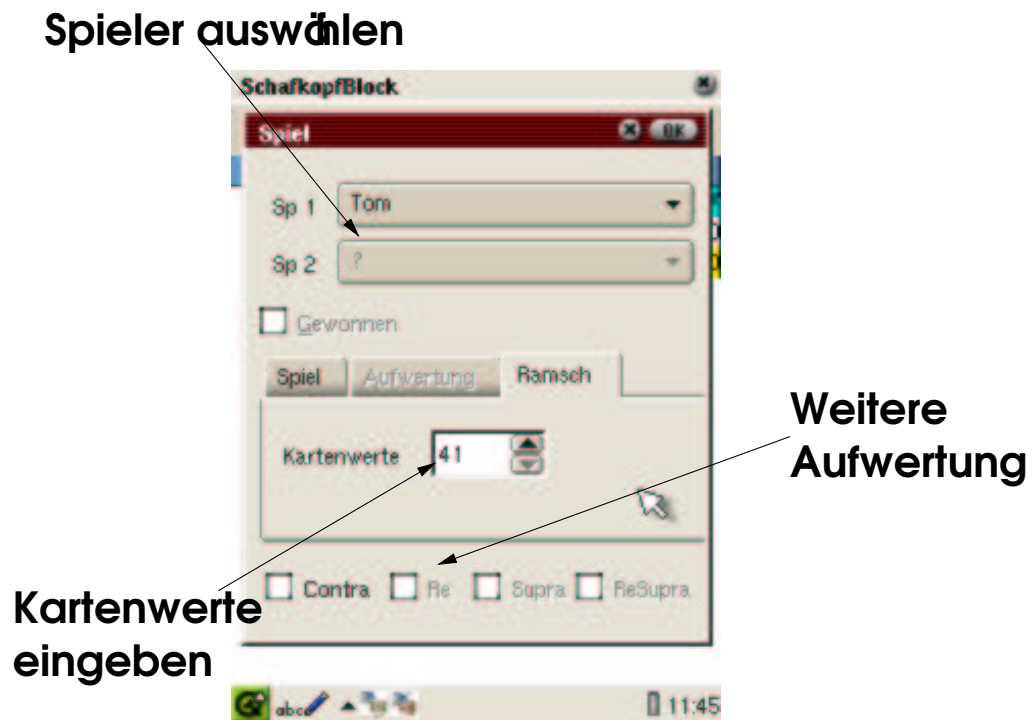 Spieler auswählen
SchafkopfBlock
Spiel OK
Sp 1 Tom
Sp 2 ?
Gewonnen
Spiel Aufwertung Ramsch
Kartenwerte 41
Weitere
Aufwertung
Contra Re Supra ReSupra
Kartenwerte
eingeben
abc 11:45